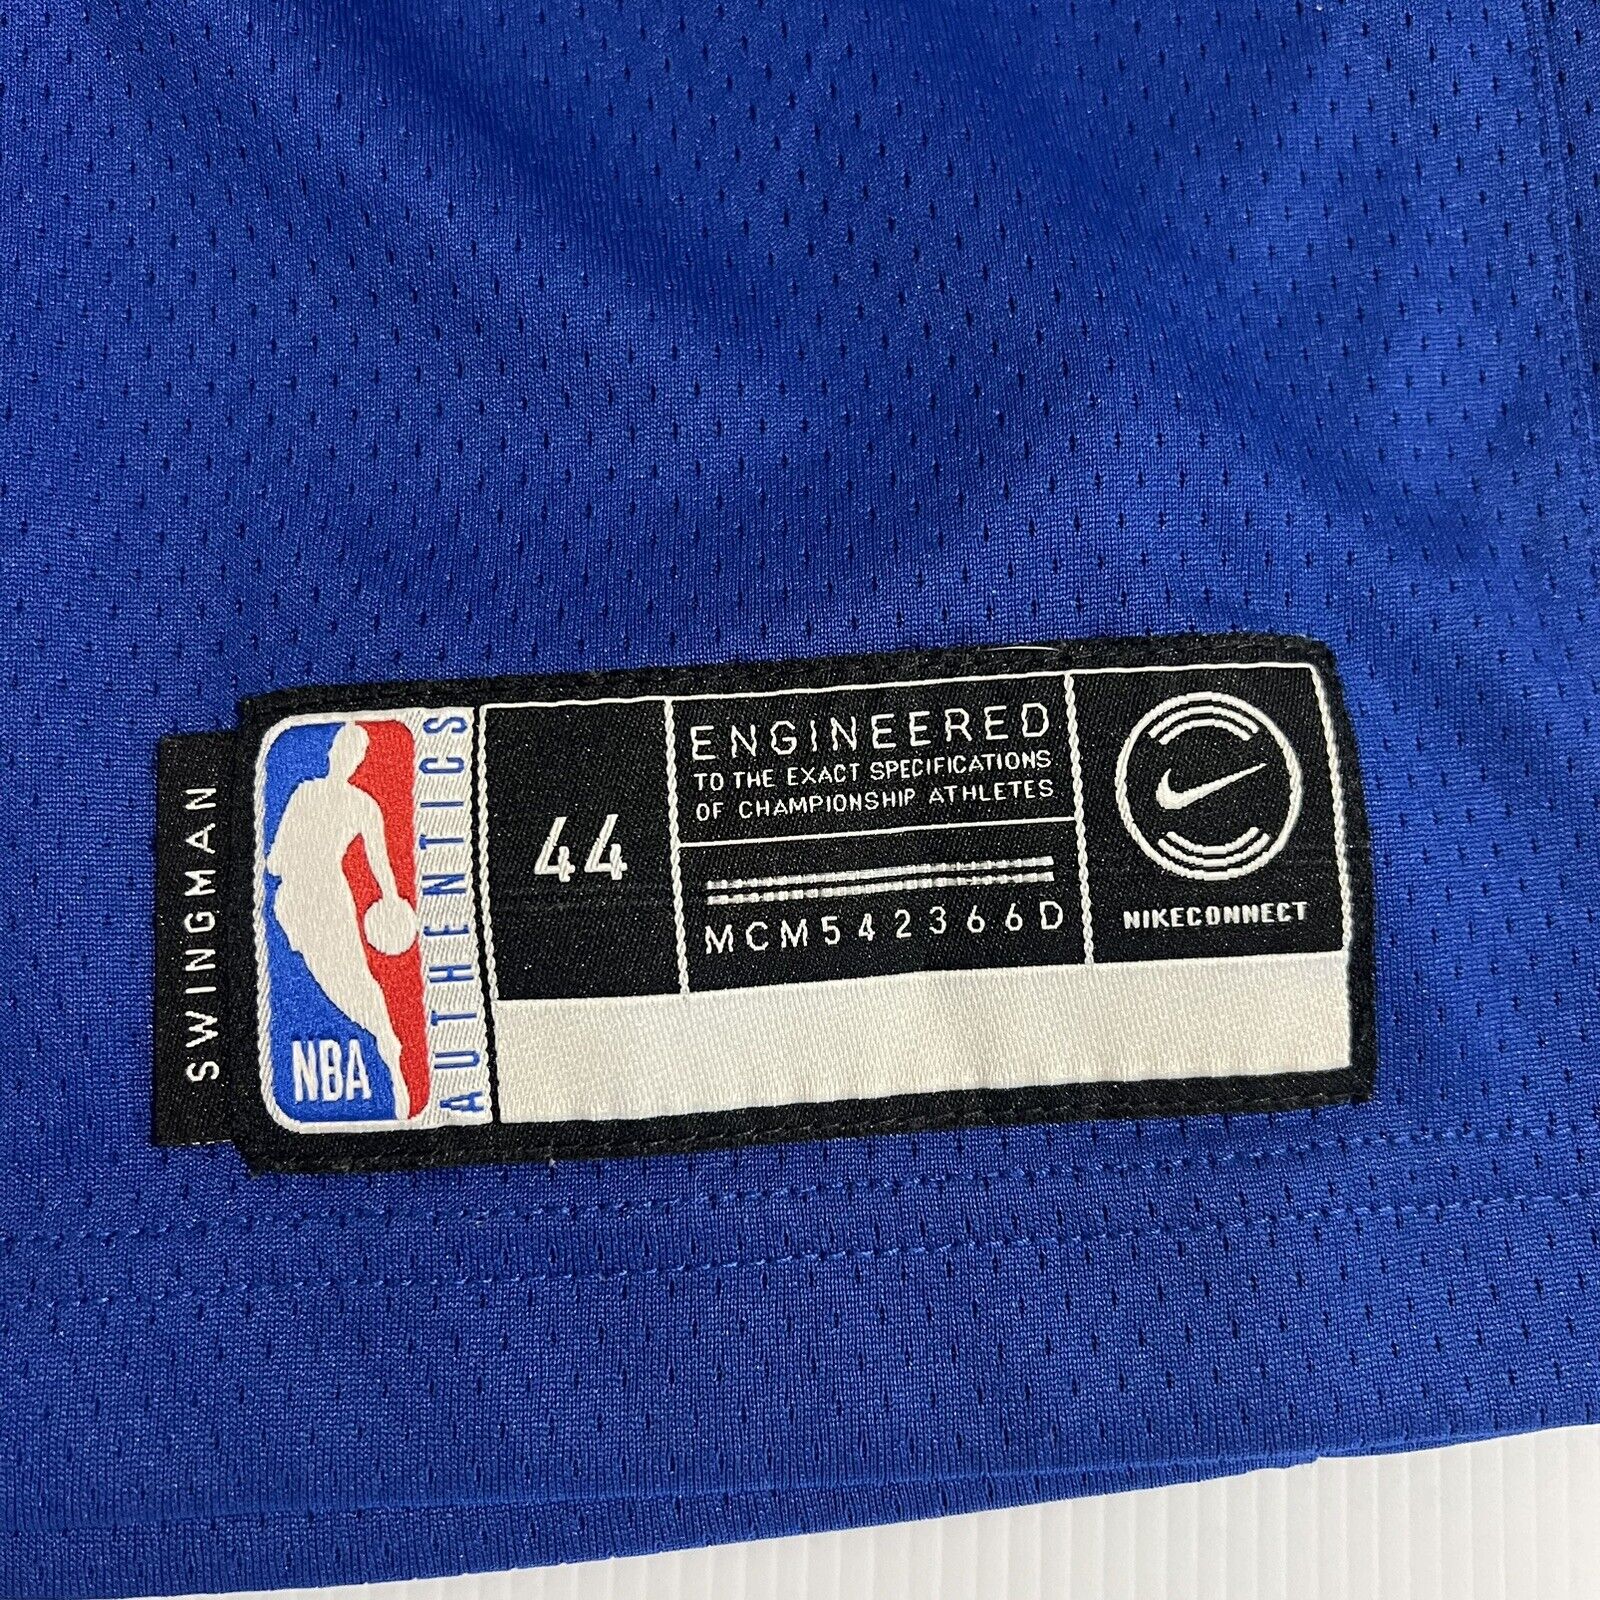 SWINGMAN
NBA
AUTHENTICS
44
ENGINEERED
TO THE EXACT SPECIFICATIONS
OF CHAMPIONSHIP ATHLETES
MCM542366D
NIKECONNECT